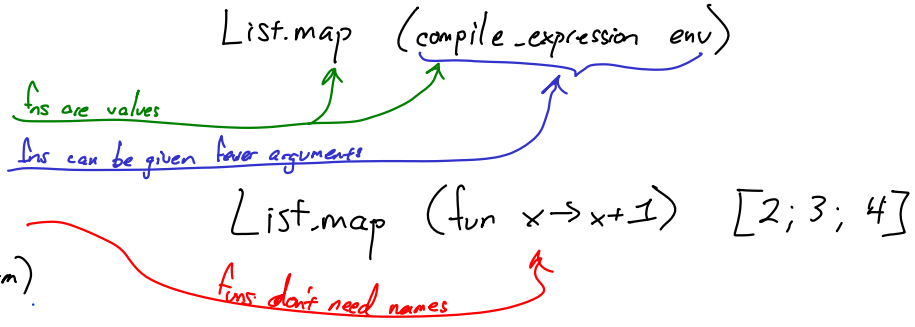 List.map (compile_expression env)
fns are values
fns can be given fewer arguments
List.map (fun x → x+1) [2; 3; 4]
m)
fns don't need names